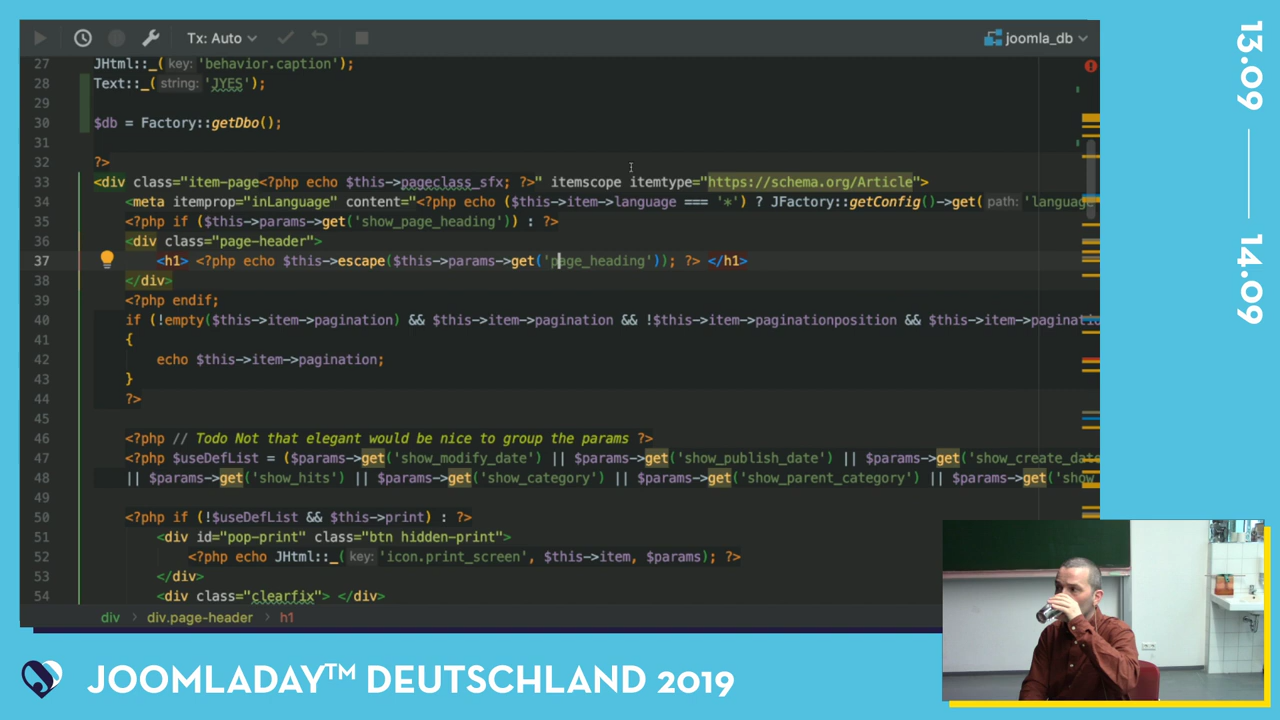 Tx: Auto
joomla_db
27 JHtml::_( key: 'behavior.caption');
28 Text::_( string: 'JYES');
29
30 $db = Factory::getDbo();
31
32 ?>
33 <div class="item-page<?php echo $this->pageclass_sfx; ?>" itemscope itemtype="https://schema.org/Article">
34 <meta itemprop="inLanguage" content="<?php echo ($this->item->language === '*') ? JFactory::getConfig()->get( path: 'language
35 <?php if ($this->params->get('show_page_heading')) : ?>
36 <div class="page-header">
37 <h1> <?php echo $this->escape($this->params->get('page_heading')); ?> </h1>
38 </div>
39 <?php endif;
40 if (!empty($this->item->pagination) && $this->item->pagination && !$this->item->paginationposition && $this->item->paginati
41 {
42 echo $this->item->pagination;
43 }
44 ?>
45
46 <?php // Todo Not that elegant would be nice to group the params ?>
47 <?php $useDefList = ($params->get('show_modify_date') || $params->get('show_publish_date') || $params->get('show_create_date
48 || $params->get('show_hits') || $params->get('show_category') || $params->get('show_parent_category') || $params->get('show
49
50 <?php if (!$useDefList && $this->print) : ?>
51 <div id="pop-print" class="btn hidden-print">
52 <?php echo JHtml::_( key: 'icon.print_screen', $this->item, $params); ?>
53 </div>
54 <div class="clearfix"> </div>
div > div.page-header > h1
13.09
14.09
JOOMLADAY™ DEUTSCHLAND 2019